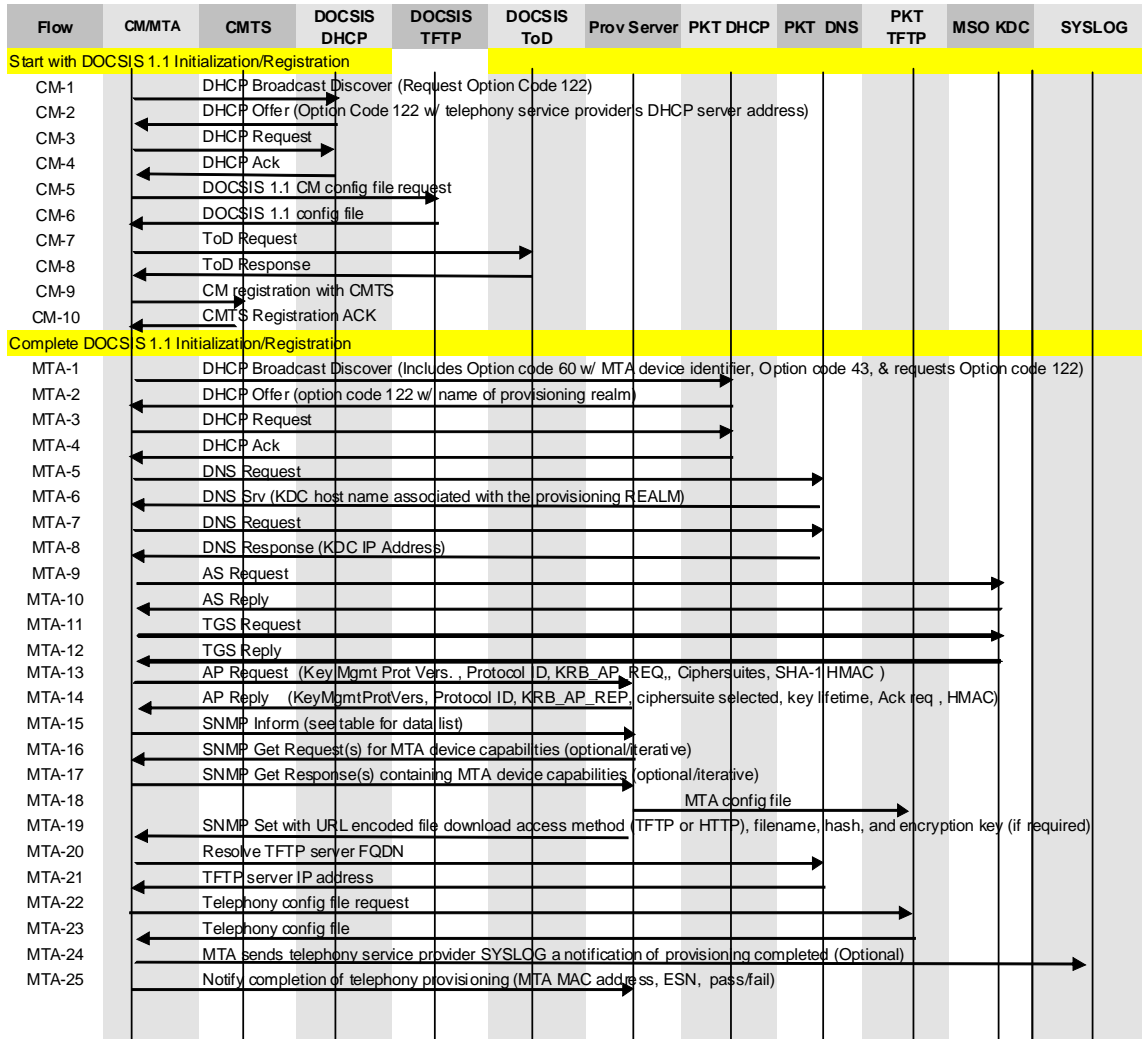 Flow CM/MTA CMTS DOCSIS DHCP DOCSIS TFTP DOCSIS ToD Prov Server PKT DHCP PKT DNS PKT TFTP MSO KDC SYSLOG
Start with DOCSIS 1.1 Initialization/Registration
CM-1 DHCP Broadcast Discover (Request Option Code 122)
CM-2 DHCP Offer (Option Code 122 w/ telephony service provider's DHCP server address)
CM-3 DHCP Request
CM-4 DHCP Ack
CM-5 DOCSIS 1.1 CM config file request
CM-6 DOCSIS 1.1 config file
CM-7 ToD Request
CM-8 ToD Response
CM-9 CM registration with CMTS
CM-10 CMTS Registration ACK
Complete DOCSIS 1.1 Initialization/Registration
MTA-1 DHCP Broadcast Discover (Includes Option code 60 w/ MTA device identifier, Option code 43, & requests Option code 122)
MTA-2 DHCP Offer (option code 122 w/ name of provisioning realm)
MTA-3 DHCP Request
MTA-4 DHCP Ack
MTA-5 DNS Request
MTA-6 DNS Srv (KDC host name associated with the provisioning REALM)
MTA-7 DNS Request
MTA-8 DNS Response (KDC IP Address)
MTA-9 AS Request
MTA-10 AS Reply
MTA-11 TGS Request
MTA-12 TGS Reply
MTA-13 AP Request (Key Mgmt Prot Vers. , Protocol ID, KRB_AP_REQ,, Ciphersuites, SHA-1 HMAC )
MTA-14 AP Reply (KeyMgmtProtVers, Protocol ID, KRB_AP_REP, ciphersuite selected, key lifetime, Ack req , HMAC)
MTA-15 SNMP Inform (see table for data list)
MTA-16 SNMP Get Request(s) for MTA device capabilities (optional/iterative)
MTA-17 SNMP Get Response(s) containing MTA device capabilities (optional/iterative)
MTA-18 MTA config file
MTA-19 SNMP Set with URL encoded file download access method (TFTP or HTTP), filename, hash, and encryption key (if required)
MTA-20 Resolve TFTP server FQDN
MTA-21 TFTP server IP address
MTA-22 Telephony config file request
MTA-23 Telephony config file
MTA-24 MTA sends telephony service provider SYSLOG a notification of provisioning completed (Optional)
MTA-25 Notify completion of telephony provisioning (MTA MAC address, ESN, pass/fail)